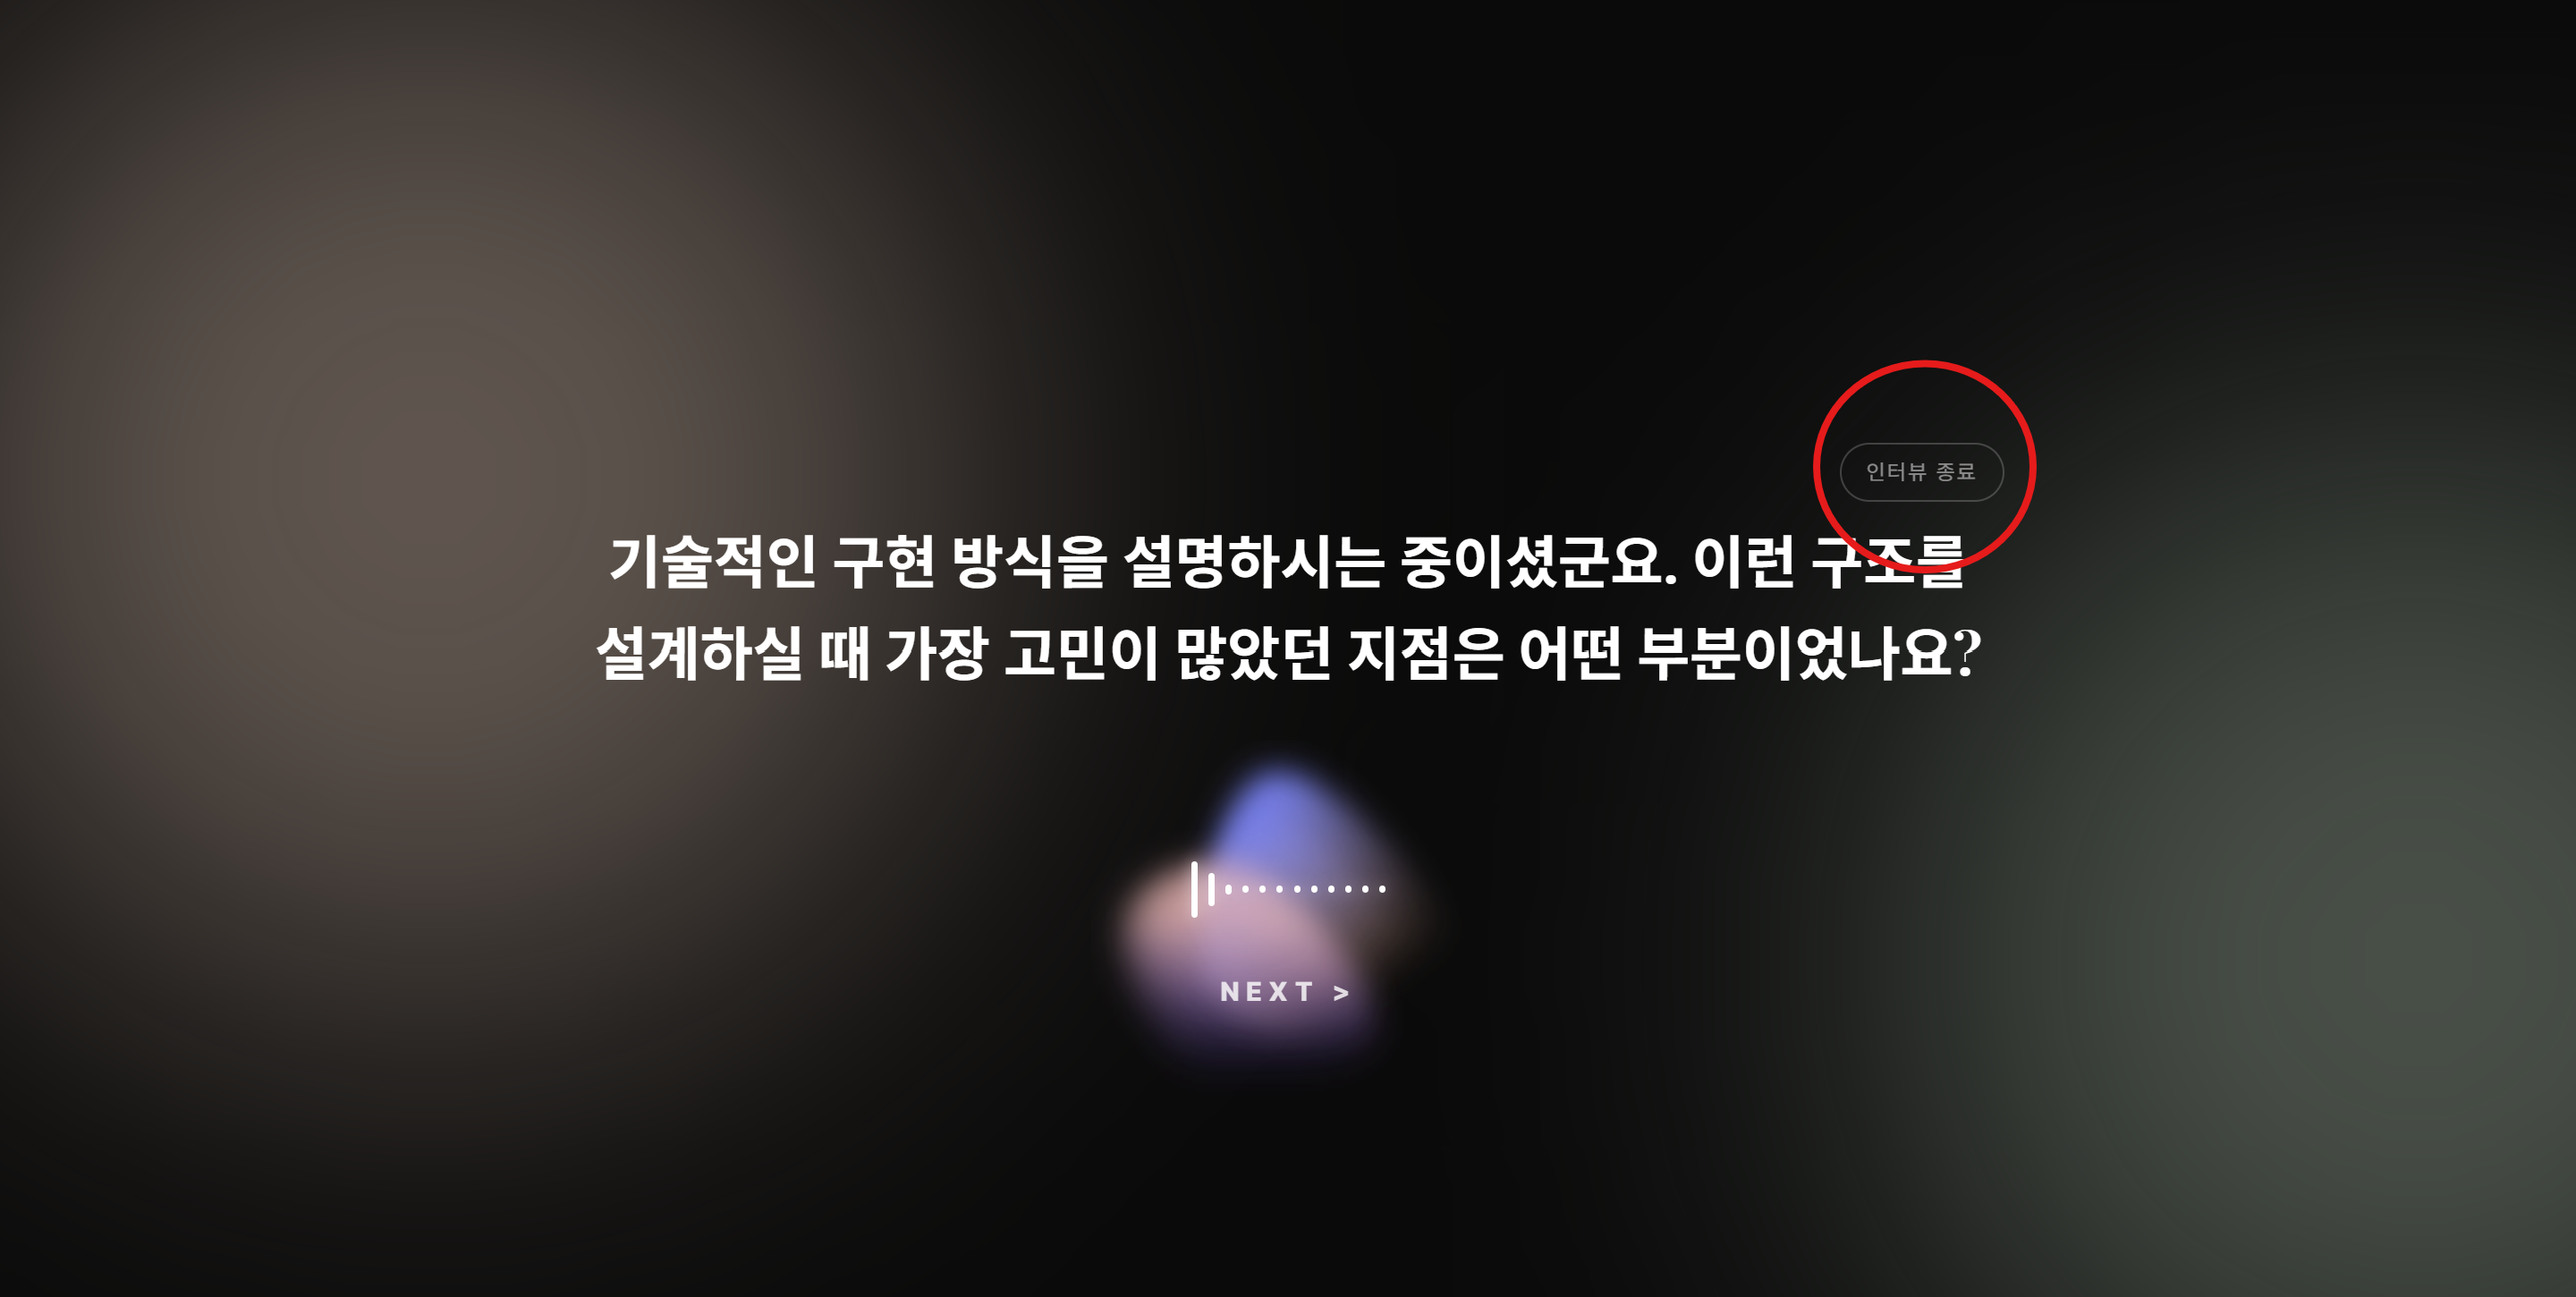 인터뷰 종료
기술적인 구현 방식을 설명하시는 중이셨군요. 이런 구조를
설계하실 때 가장 고민이 많았던 지점은 어떤 부분이었나요?
NEXT >